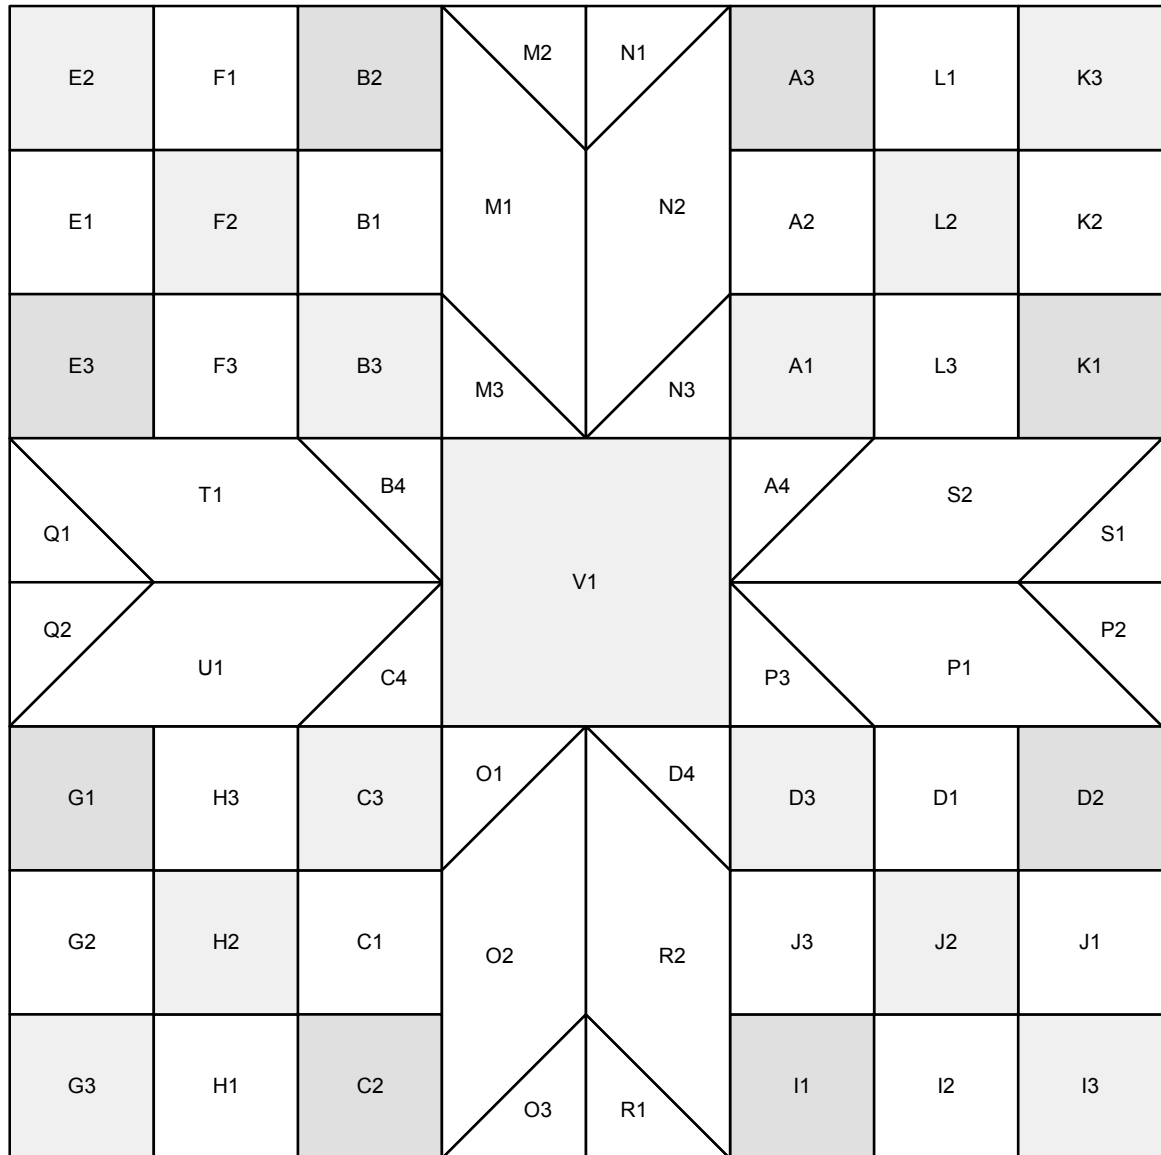 E2 F1 B2 M2 N1 A3 L1 K3
E1 F2 B1 M1 N2 A2 L2 K2
E3 F3 B3 M3 N3 A1 L3 K1
T1 B4 A4 S2
Q1 V1 S1
Q2 P2
U1 C4 P3 P1
G1 H3 C3 O1 D4 D3 D1 D2
G2 H2 C1 O2 R2 J3 J2 J1
G3 H1 C2 O3 R1 I1 I2 I3